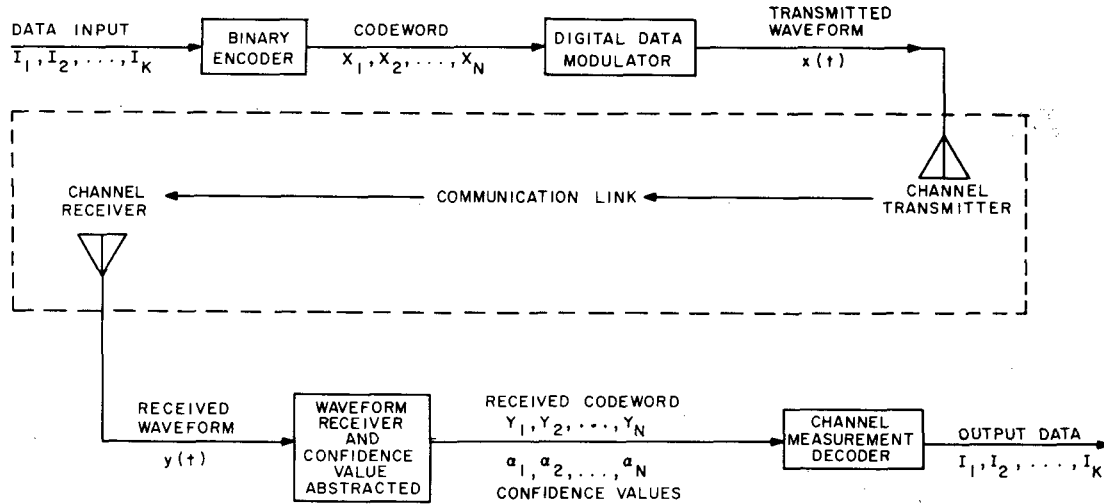 DATA INPUT
I1, I2, ..., IK
BINARY
ENCODER
CODEWORD
X1, X2, ..., XN
DIGITAL DATA
MODULATOR
TRANSMITTED
WAVEFORM
x(t)
CHANNEL
RECEIVER
COMMUNICATION LINK
CHANNEL
TRANSMITTER
RECEIVED
WAVEFORM
y(t)
WAVEFORM
RECEIVER
AND
CONFIDENCE
VALUE
ABSTRACTED
RECEIVED CODEWORD
Y1, Y2, ..., YN
α1, α2, ..., αN
CONFIDENCE VALUES
CHANNEL
MEASUREMENT
DECODER
OUTPUT DATA
I1, I2, ..., IK